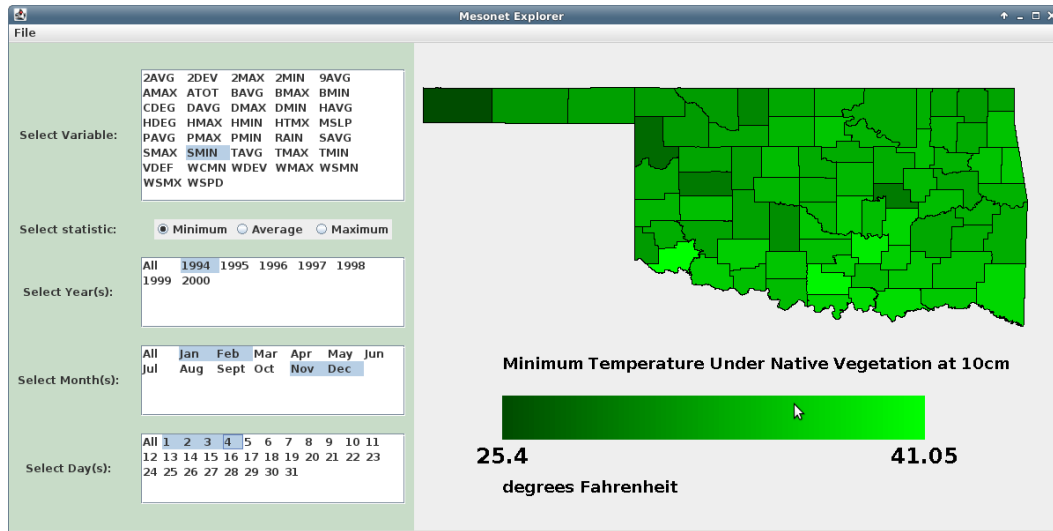 Mesonet Explorer
File
Select Variable:
2AVG 2DEV 2MAX 2MIN 9AVG
AMAX ATOT BAVG BMAX BMIN
CDEG DAVG DMAX DMIN HAVG
HDEG HMAX HMIN HTMX MSLP
PAVG PMAX PMIN RAIN SAVG
SMAX SMIN TAVG TMAX TMIN
VDEF WCMN WDEV WMAX WSMN
WSMX WSPD
Select statistic:
Minimum Average Maximum
Select Year(s):
All 1994 1995 1996 1997 1998
1999 2000
Select Month(s):
All Jan Feb Mar Apr May Jun
Jul Aug Sept Oct Nov Dec
Select Day(s):
All 1 2 3 4 5 6 7 8 9 10 11
12 13 14 15 16 17 18 19 20 21 22 23
24 25 26 27 28 29 30 31
Minimum Temperature Under Native Vegetation at 10cm
25.4 41.05
degrees Fahrenheit